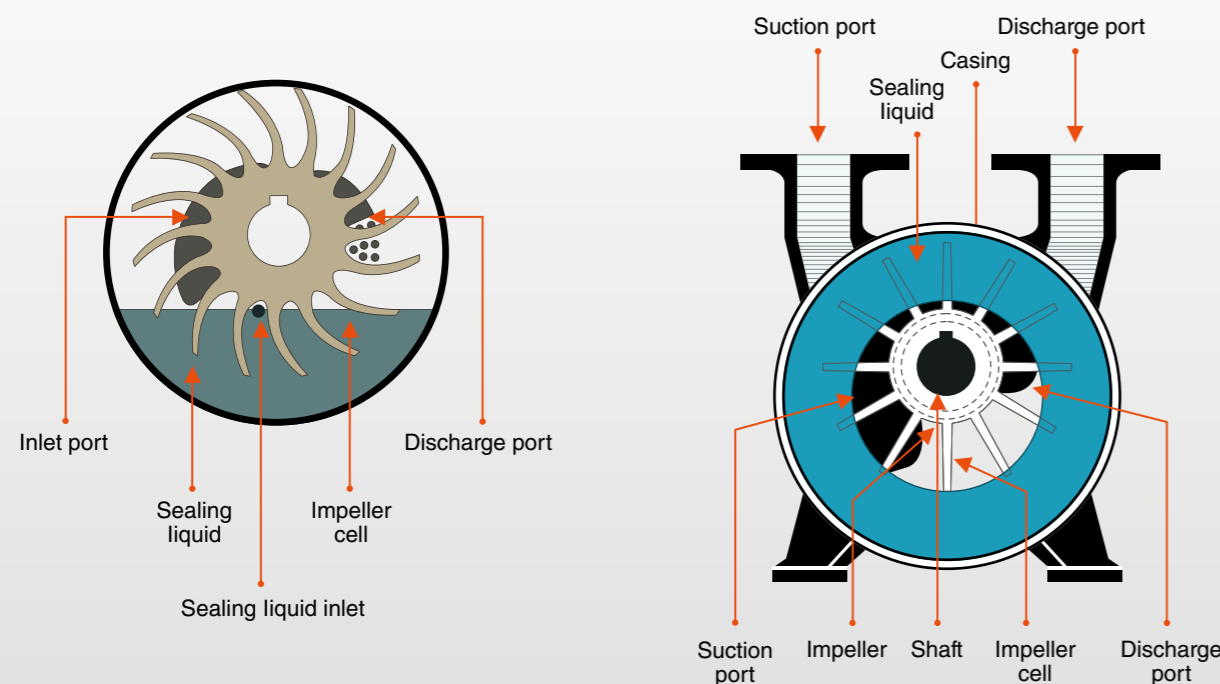 Inlet port
Sealing
liquid
Sealing liquid inlet
Impeller
cell
Discharge port
Suction port
Discharge port
Casing
Sealing
liquid
Suction
port
Impeller
Shaft
Impeller
cell
Discharge
port